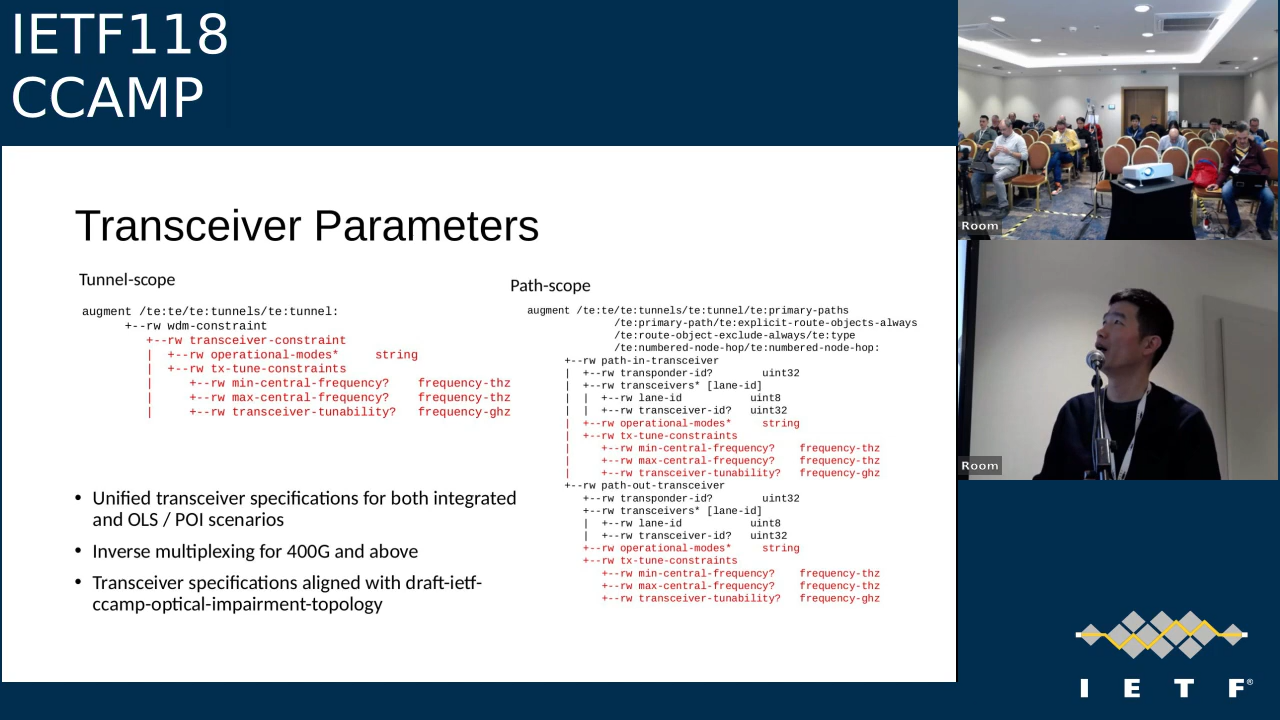 IETF118
CCAMP
Transceiver Parameters
Tunnel-scope
augment /te:te/te:tunnels/te:tunnel:
+--rw wdm-constraint
+--rw transceiver-constraint
|  +--rw operational-modes*     string
|  +--rw tx-tune-constraints
|     +--rw min-central-frequency?    frequency-thz
|     +--rw max-central-frequency?    frequency-thz
|     +--rw transceiver-tunability?   frequency-ghz
• Unified transceiver specifications for both integrated
and OLS / POI scenarios
• Inverse multiplexing for 400G and above
• Transceiver specifications aligned with draft-ietf-
ccamp-optical-impairment-topology
Path-scope
augment /te:te/te:tunnels/te:tunnel/te:primary-paths
/te:primary-path/te:explicit-route-objects-always
/te:route-object-exclude-always/te:type
/te:numbered-node-hop/te:numbered-node-hop:
+--rw path-in-transceiver
|  +--rw transponder-id?        uint32
|  +--rw transceivers* [lane-id]
|  |  +--rw lane-id           uint8
|  |  +--rw transceiver-id?   uint32
|  +--rw operational-modes*     string
|  +--rw tx-tune-constraints
|     +--rw min-central-frequency?    frequency-thz
|     +--rw max-central-frequency?    frequency-thz
|     +--rw transceiver-tunability?   frequency-ghz
+--rw path-out-transceiver
+--rw transponder-id?        uint32
+--rw transceivers* [lane-id]
|  +--rw lane-id           uint8
|  +--rw transceiver-id?   uint32
+--rw operational-modes*     string
+--rw tx-tune-constraints
+--rw min-central-frequency?    frequency-thz
+--rw max-central-frequency?    frequency-thz
+--rw transceiver-tunability?   frequency-ghz
Room
Room
I E T F®